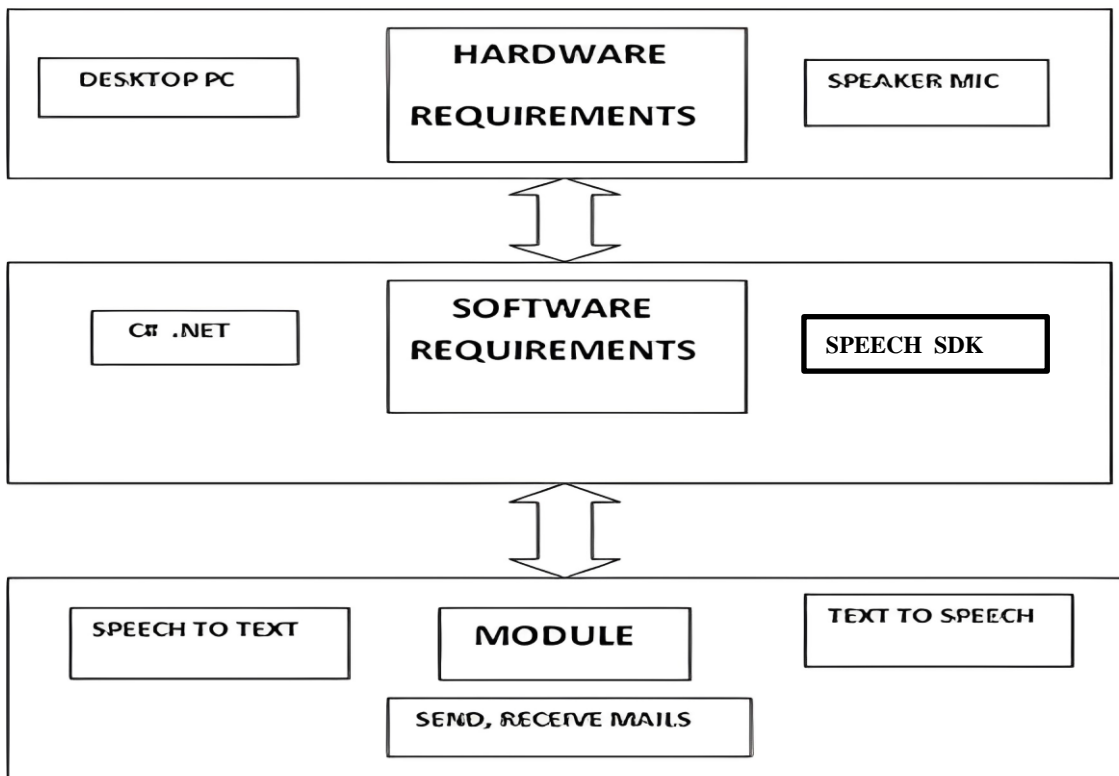 DESKTOP PC
HARDWARE
REQUIREMENTS
SPEAKER MIC
C# .NET
SOFTWARE
REQUIREMENTS
SPEECH SDK
SPEECH TO TEXT
MODULE
TEXT TO SPEECH
SEND, RECEIVE MAILS